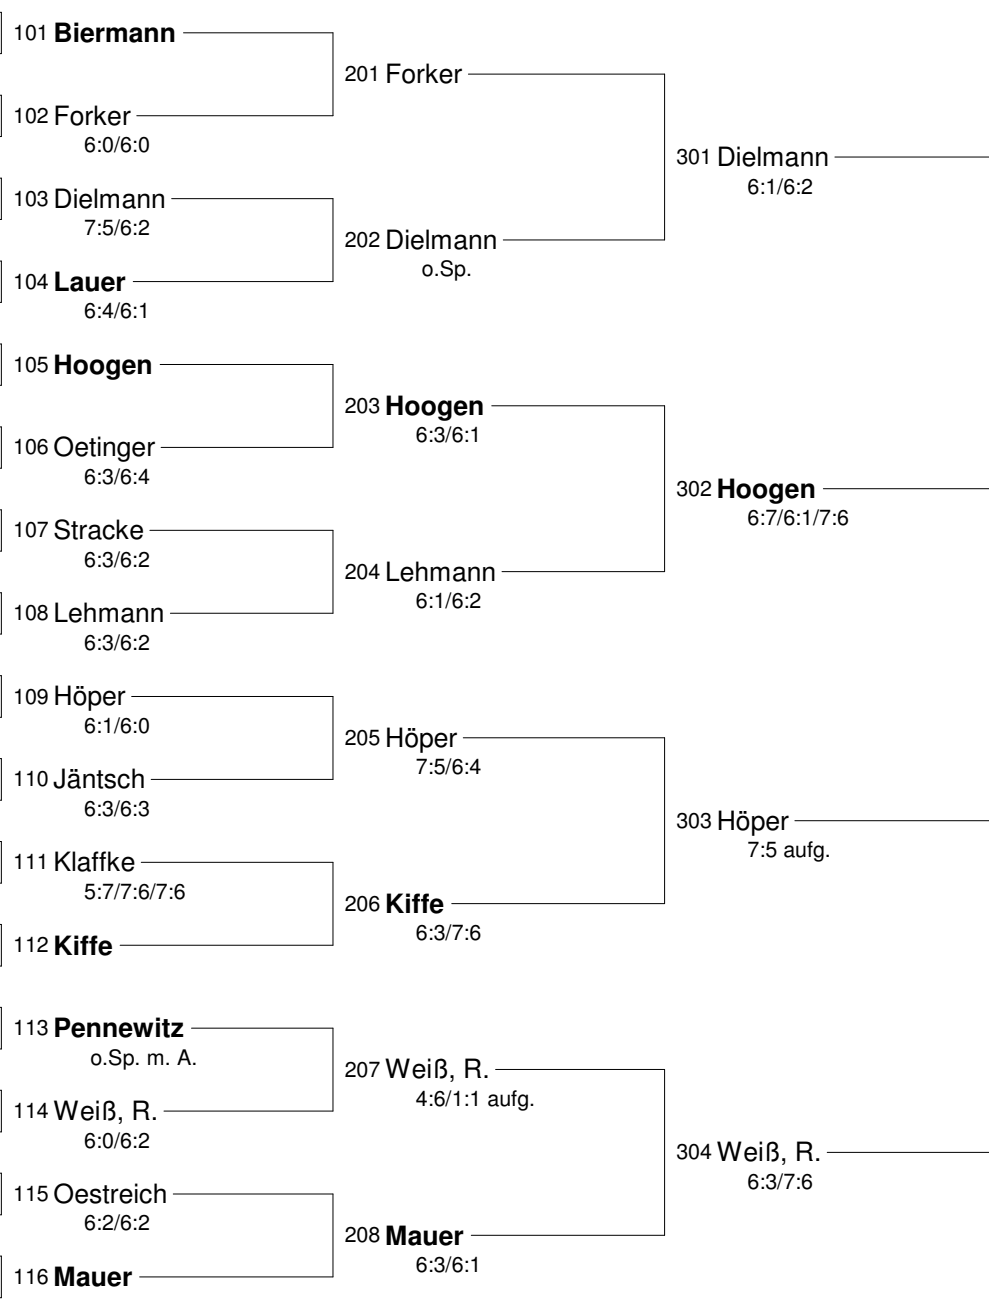 101 Biermann
102 Forker
6:0/6:0
103 Dielmann
7:5/6:2
104 Lauer
6:4/6:1
105 Hoogen
106 Oetinger
6:3/6:4
107 Stracke
6:3/6:2
108 Lehmann
6:3/6:2
109 Höper
6:1/6:0
110 Jäntsch
6:3/6:3
111 Klaffke
5:7/7:6/7:6
112 Kiffe
113 Pennewitz
o.Sp. m. A.
114 Weiß, R.
6:0/6:2
115 Oestreich
6:2/6:2
116 Mauer
201 Forker
202 Dielmann
o.Sp.
203 Hoogen
6:3/6:1
204 Lehmann
6:1/6:2
205 Höper
7:5/6:4
206 Kiffe
6:3/7:6
207 Weiß, R.
4:6/1:1 aufg.
208 Mauer
6:3/6:1
301 Dielmann
6:1/6:2
302 Hoogen
6:7/6:1/7:6
303 Höper
7:5 aufg.
304 Weiß, R.
6:3/7:6